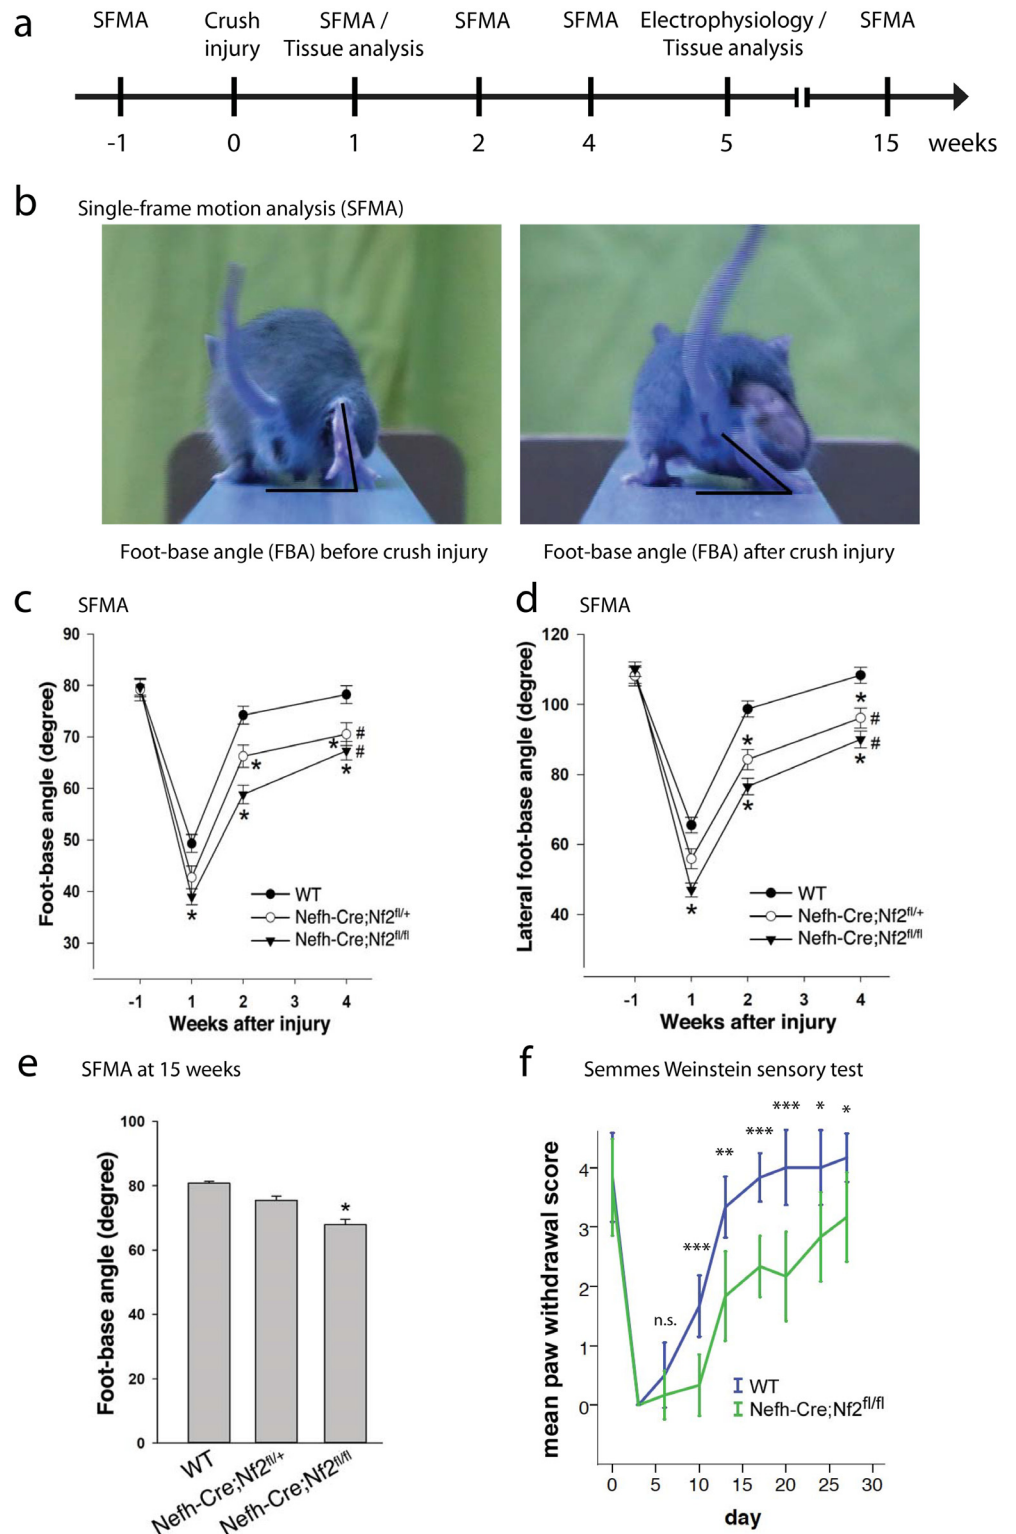 a
SFMA
Crush
injury
SFMA /
Tissue analysis
SFMA
SFMA
Electrophysiology /
Tissue analysis
SFMA
-1 0 1 2 4 5 15 weeks
b
Single-frame motion analysis (SFMA)
Foot-base angle (FBA) before crush injury
Foot-base angle (FBA) after crush injury
c
SFMA
Foot-base angle (degree)
90
80
70
60
50
40
30
* * * * * # #
WT
Nefh-Cre;Nf2fl/+
Nefh-Cre;Nf2fl/fl
-1 1 2 3 4
Weeks after injury
d
SFMA
Lateral foot-base angle (degree)
120
100
80
60
40
* * * * * # #
WT
Nefh-Cre;Nf2fl/+
Nefh-Cre;Nf2fl/fl
-1 1 2 3 4
Weeks after injury
e
SFMA at 15 weeks
Foot-base angle (degree)
100
80
60
40
20
0
*
WT
Nefh-Cre;Nf2fl/+
Nefh-Cre;Nf2fl/fl
f
Semmes Weinstein sensory test
mean paw withdrawal score
4
3
2
1
0
n.s. *** ** *** *** * *
WT
Nefh-Cre;Nf2fl/fl
0 5 10 15 20 25 30
day